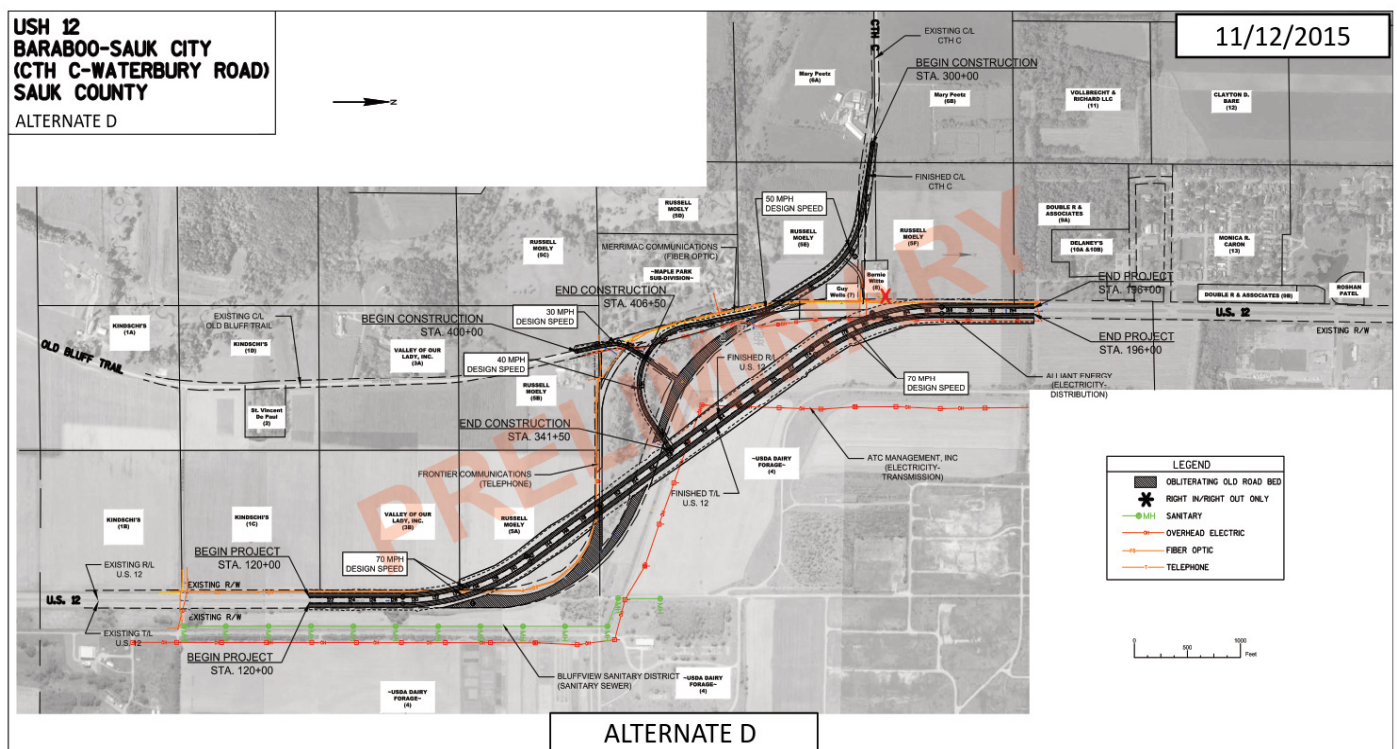 USH 12
BARABOO-SAUK CITY
(CTH C-WATERBURY ROAD)
SAUK COUNTY
ALTERNATE D
N
11/12/2015
CTH C
EXISTING C/L
CTH C
BEGIN CONSTRUCTION
STA. 300+00
Mary Peetz
(6A)
Mary Peetz
(6B)
VOLLBRECHT &
RICHARD LLC
(11)
CLAYTON D.
BARE
(12)
FINISHED C/L
CTH C
50 MPH
DESIGN SPEED
RUSSELL
MOELY
(5D)
RUSSELL
MOELY
(5E)
RUSSELL
MOELY
(5F)
DOUBLE R &
ASSOCIATES
(9A)
DELANEY'S
(10A & 10B)
MONICA R.
CARON
(13)
RUSSELL
MOELY
(5C)
MERRIMAC COMMUNICATIONS
(FIBER OPTIC)
~MAPLE PARK
SUB-DIVISION~
Guy
Wells (7)
Bernie
Witte
(8)
X
END PROJECT
STA. 196+00
DOUBLE R & ASSOCIATES (9B)
ROSHAN
PATEL
U.S. 12
EXISTING R/W
END PROJECT
STA. 196+00
END CONSTRUCTION
STA. 406+50
30 MPH
DESIGN SPEED
BEGIN CONSTRUCTION
STA. 400+00
40 MPH
DESIGN SPEED
EXISTING C/L
OLD BLUFF TRAIL
KINDSCHI'S
(1A)
KINDSCHI'S
(1D)
OLD BLUFF TRAIL
VALLEY OF OUR
LADY, INC.
(3A)
RUSSELL
MOELY
(5B)
FINISHED R/L
U.S. 12
70 MPH
DESIGN SPEED
ALLIANT ENERGY
(ELECTRICITY-
DISTRIBUTION)
St. Vincent
De Paul
(2)
END CONSTRUCTION
STA. 341+50
ATC MANAGEMENT, INC
(ELECTRICITY-
TRANSMISSION)
~USDA DAIRY
FORAGE~
(4)
FRONTIER COMMUNICATIONS
(TELEPHONE)
FINISHED T/L
U.S. 12
PRELIMINARY
KINDSCHI'S
(1B)
KINDSCHI'S
(1C)
VALLEY OF OUR
LADY, INC.
(3B)
RUSSELL
MOELY
(5A)
BEGIN PROJECT
STA. 120+00
70 MPH
DESIGN SPEED
EXISTING R/L
U.S. 12
EXISTING R/W
U.S. 12
EXISTING R/W
EXISTING T/L
U.S. 12
BEGIN PROJECT
STA. 120+00
BLUFFVIEW SANITARY DISTRICT
(SANITARY SEWER)
~USDA DAIRY
FORAGE~
(4)
~USDA DAIRY
FORAGE~
(4)
LEGEND
OBLITERATING OLD ROAD BED
RIGHT IN/RIGHT OUT ONLY
MH SANITARY
OVERHEAD ELECTRIC
FIBER OPTIC
TELEPHONE
0 500 1000
Feet
ALTERNATE D